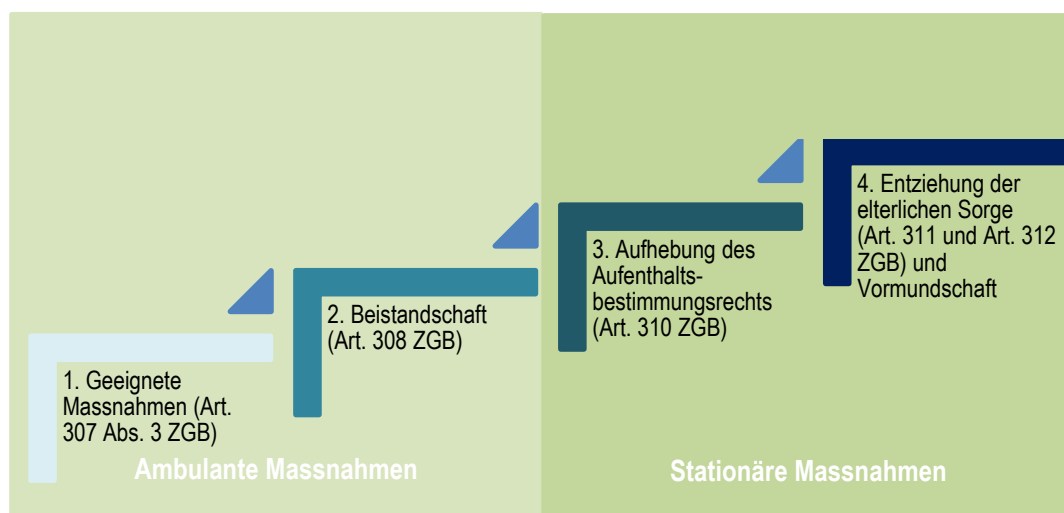 1. Geeignete
Massnahmen (Art.
307 Abs. 3 ZGB)
2. Beistandschaft
(Art. 308 ZGB)
3. Aufhebung des
Aufenthalts-
bestimmungsrechts
(Art. 310 ZGB)
4. Entziehung der
elterlichen Sorge
(Art. 311 und Art. 312
ZGB) und
Vormundschaft
Ambulante Massnahmen
Stationäre Massnahmen